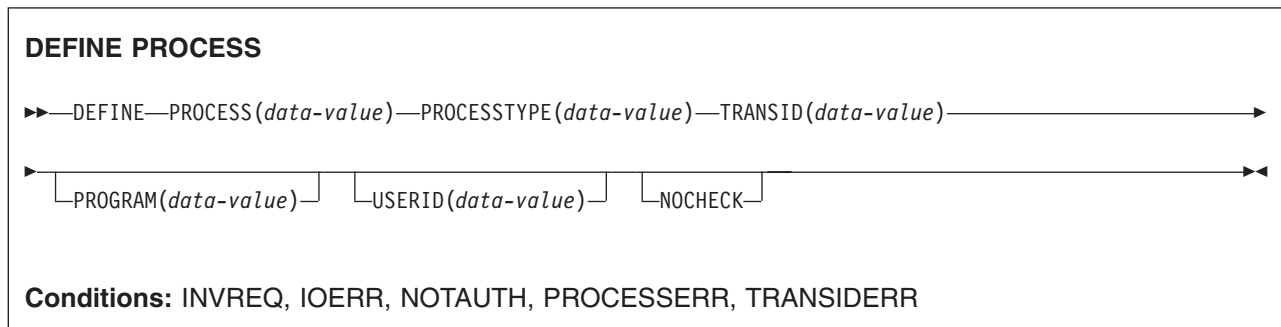 DEFINE PROCESS
DEFINE PROCESS(data-value) PROCESSTYPE(data-value) TRANSID(data-value)
PROGRAM(data-value) USERID(data-value) NOCHECK
Conditions: INVREQ, IOERR, NOTAUTH, PROCESSERR, TRANSIDERR